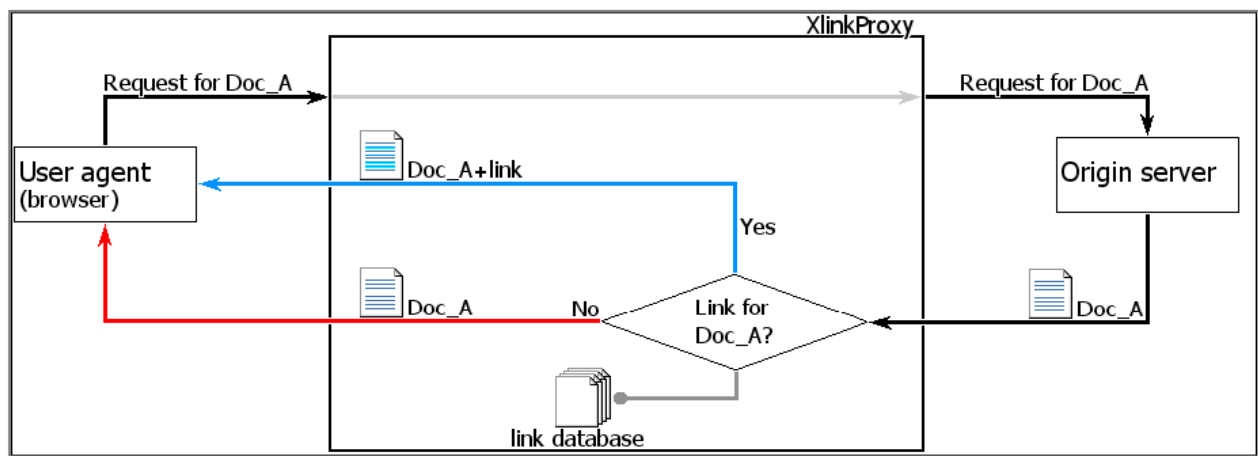 XlinkProxy
Request for Doc_A
Request for Doc_A
User agent
(browser)
Doc_A+link
Origin server
Yes
Doc_A
No
Link for
Doc_A?
Doc_A
link database